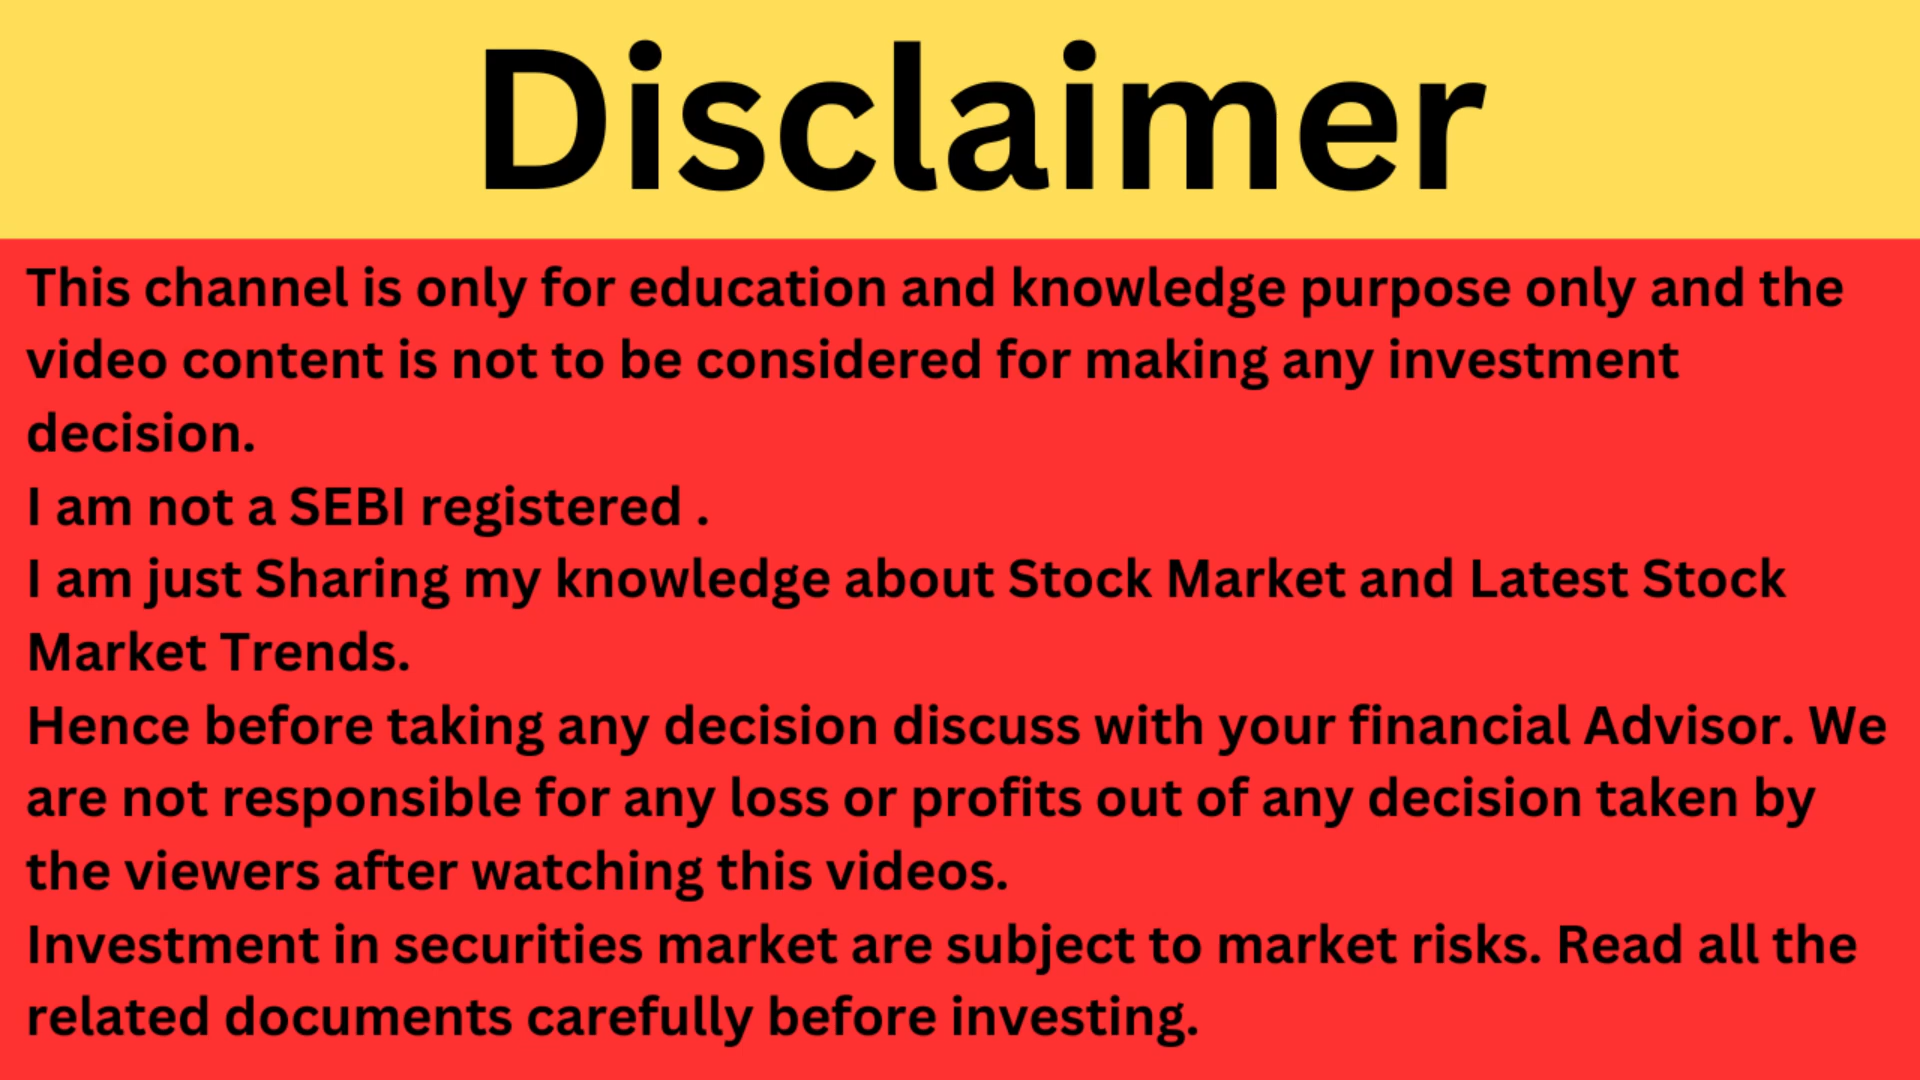 Disclaimer
This channel is only for education and knowledge purpose only and the
video content is not to be considered for making any investment
decision.
I am not a SEBI registered .
I am just Sharing my knowledge about Stock Market and Latest Stock
Market Trends.
Hence before taking any decision discuss with your financial Advisor. We
are not responsible for any loss or profits out of any decision taken by
the viewers after watching this videos.
Investment in securities market are subject to market risks. Read all the
related documents carefully before investing.